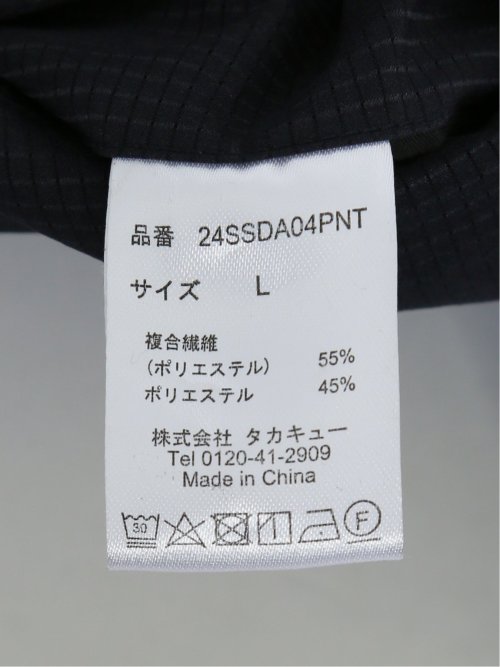 品番 24SSDA04PNT
サイズ L
複合繊維
(ポリエステル) 55%
ポリエステル 45%
株式会社 タカキュー
Tel 0120-41-2909
Made in China
30 F